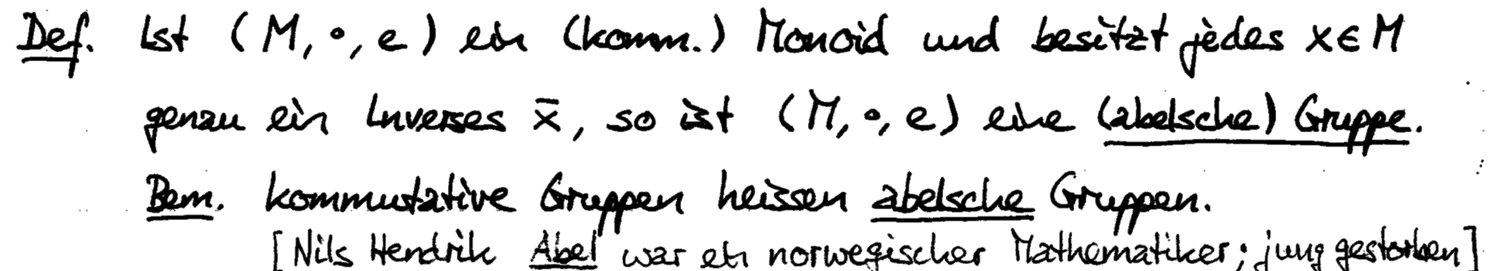 Def. Ist (M, ∘, e) ein (komm.) Monoid und besitzt jedes x ∈ M
genau ein Inverses x̄, so ist (M, ∘, e) eine (abelsche) Gruppe.
Bem. kommutative Gruppen heissen abelsche Gruppen.
[Nils Hendrik Abel war ein norwegischer Mathematiker; jung gestorben]